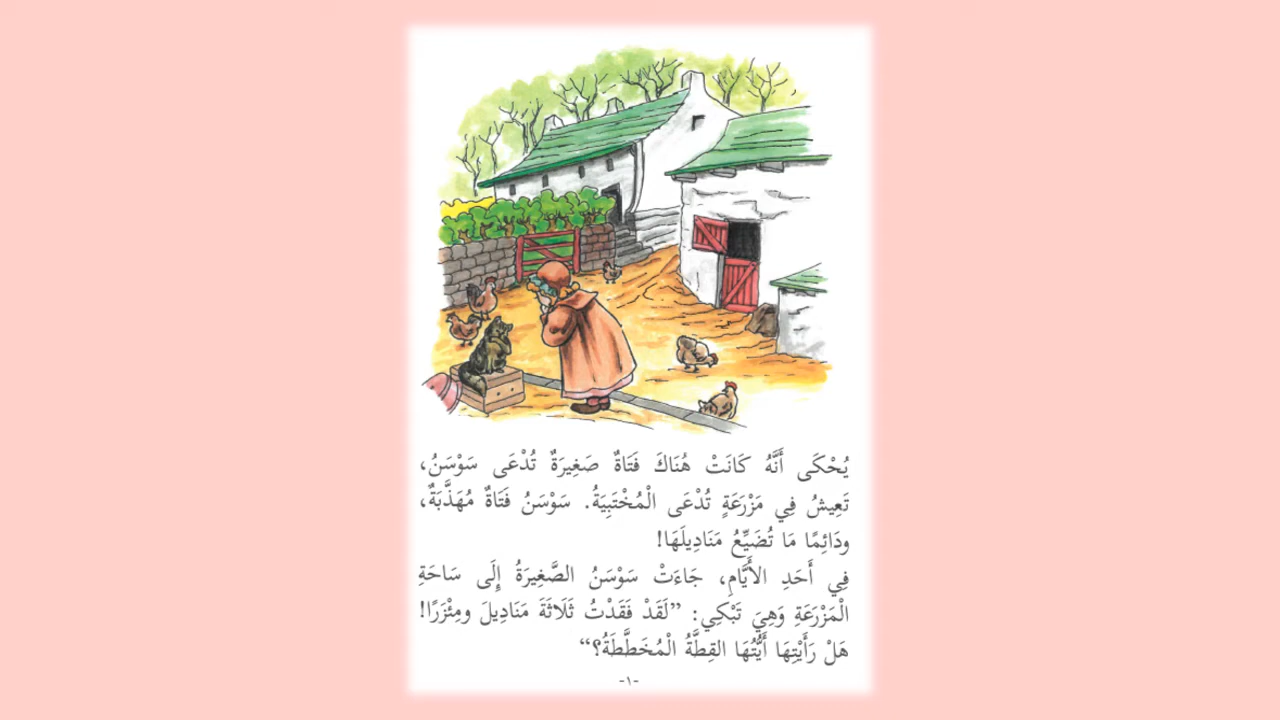 يُحْكَى أَنَّهُ كَانَتْ هُنَاكَ فَتَاةٌ صَغِيرَةٌ تُدْعَى سَوْسَنُ،
تَعِيشُ فِي مَزْرَعَةٍ تُدْعَى الْمُخْتَبِيَةُ. سَوْسَنُ فَتَاةٌ مُهَذَّبَةٌ،
ودَائِمًا مَا تُضَيِّعُ مَنَادِيلَهَا!
فِي أَحَدِ الأَيَّامِ، جَاءَتْ سَوْسَنُ الصَّغِيرَةُ إِلَى سَاحَةِ
الْمَزْرَعَةِ وَهِيَ تَبْكِي: ”لَقَدْ فَقَدْتُ ثَلَاثَةَ مَنَادِيلَ ومِئْزَرًا!
هَلْ رَأَيْتِهَا أَيَّتُهَا القِطَّةُ الْمُخَطَّطَةُ؟“
-١-